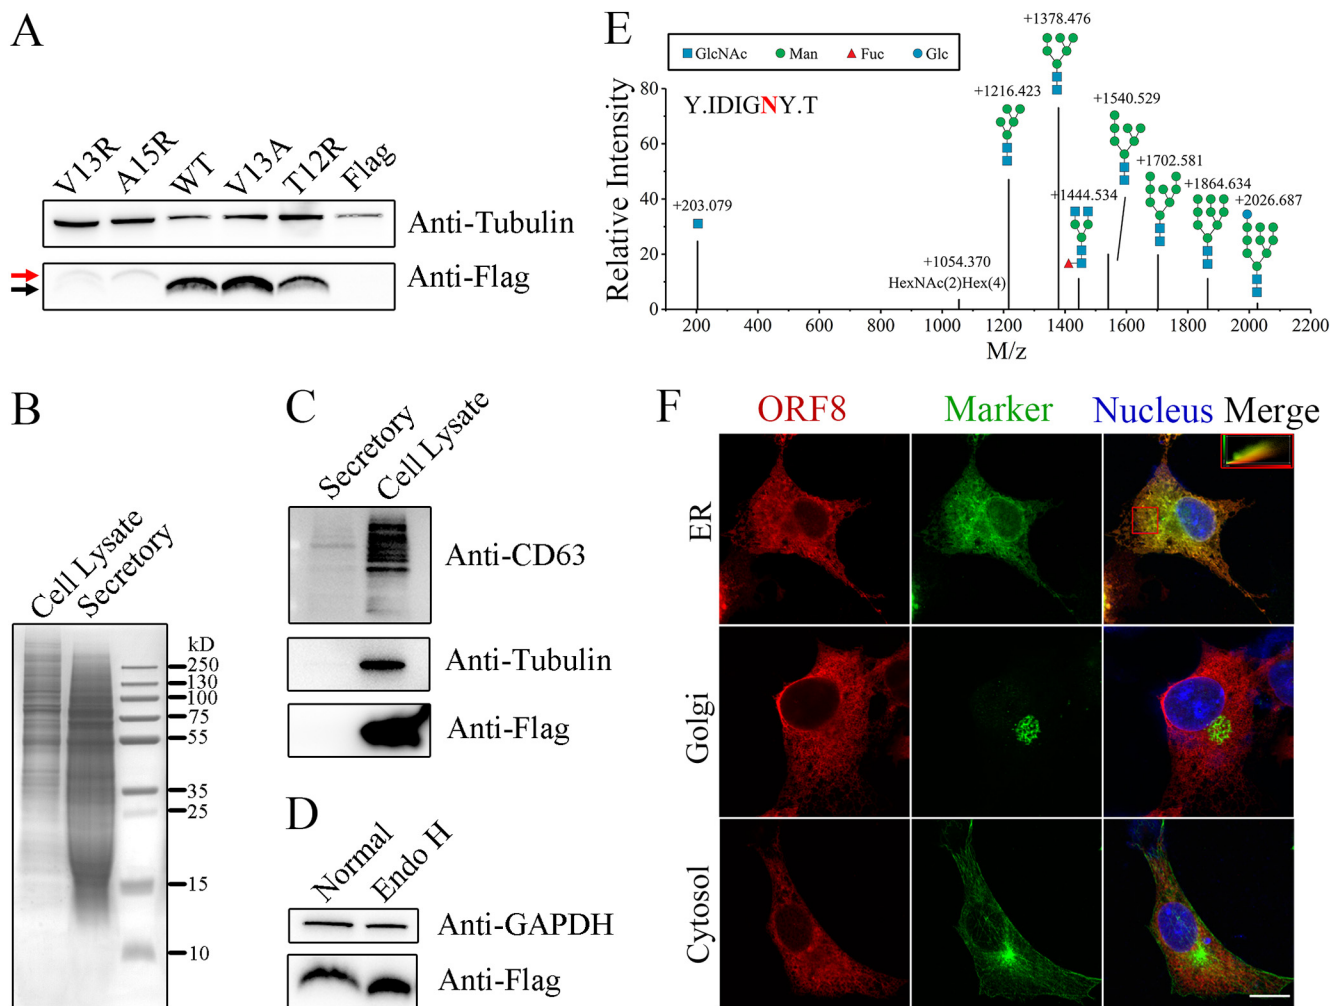 A
V13R
A15R
WT
V13A
T12R
Flag
Anti-Tubulin
Anti-Flag
B
Cell Lysate
Secretory
kD
250
130
100
75
55
35
25
15
10
C
Secretory
Cell Lysate
Anti-CD63
Anti-Tubulin
Anti-Flag
D
Normal
Endo H
Anti-GAPDH
Anti-Flag
E
GlcNAc Man Fuc Glc
Y.IDIGNY.T
Relative Intensity
80
60
40
20
0
+203.079
+1054.370
HexNAc(2)Hex(4)
+1216.423
+1378.476
+1444.534
+1540.529
+1702.581
+1864.634
+2026.687
200 400 600 800 1000 1200 1400 1600 1800 2000 2200
M/z
F
ORF8 Marker Nucleus Merge
ER
Golgi
Cytosol